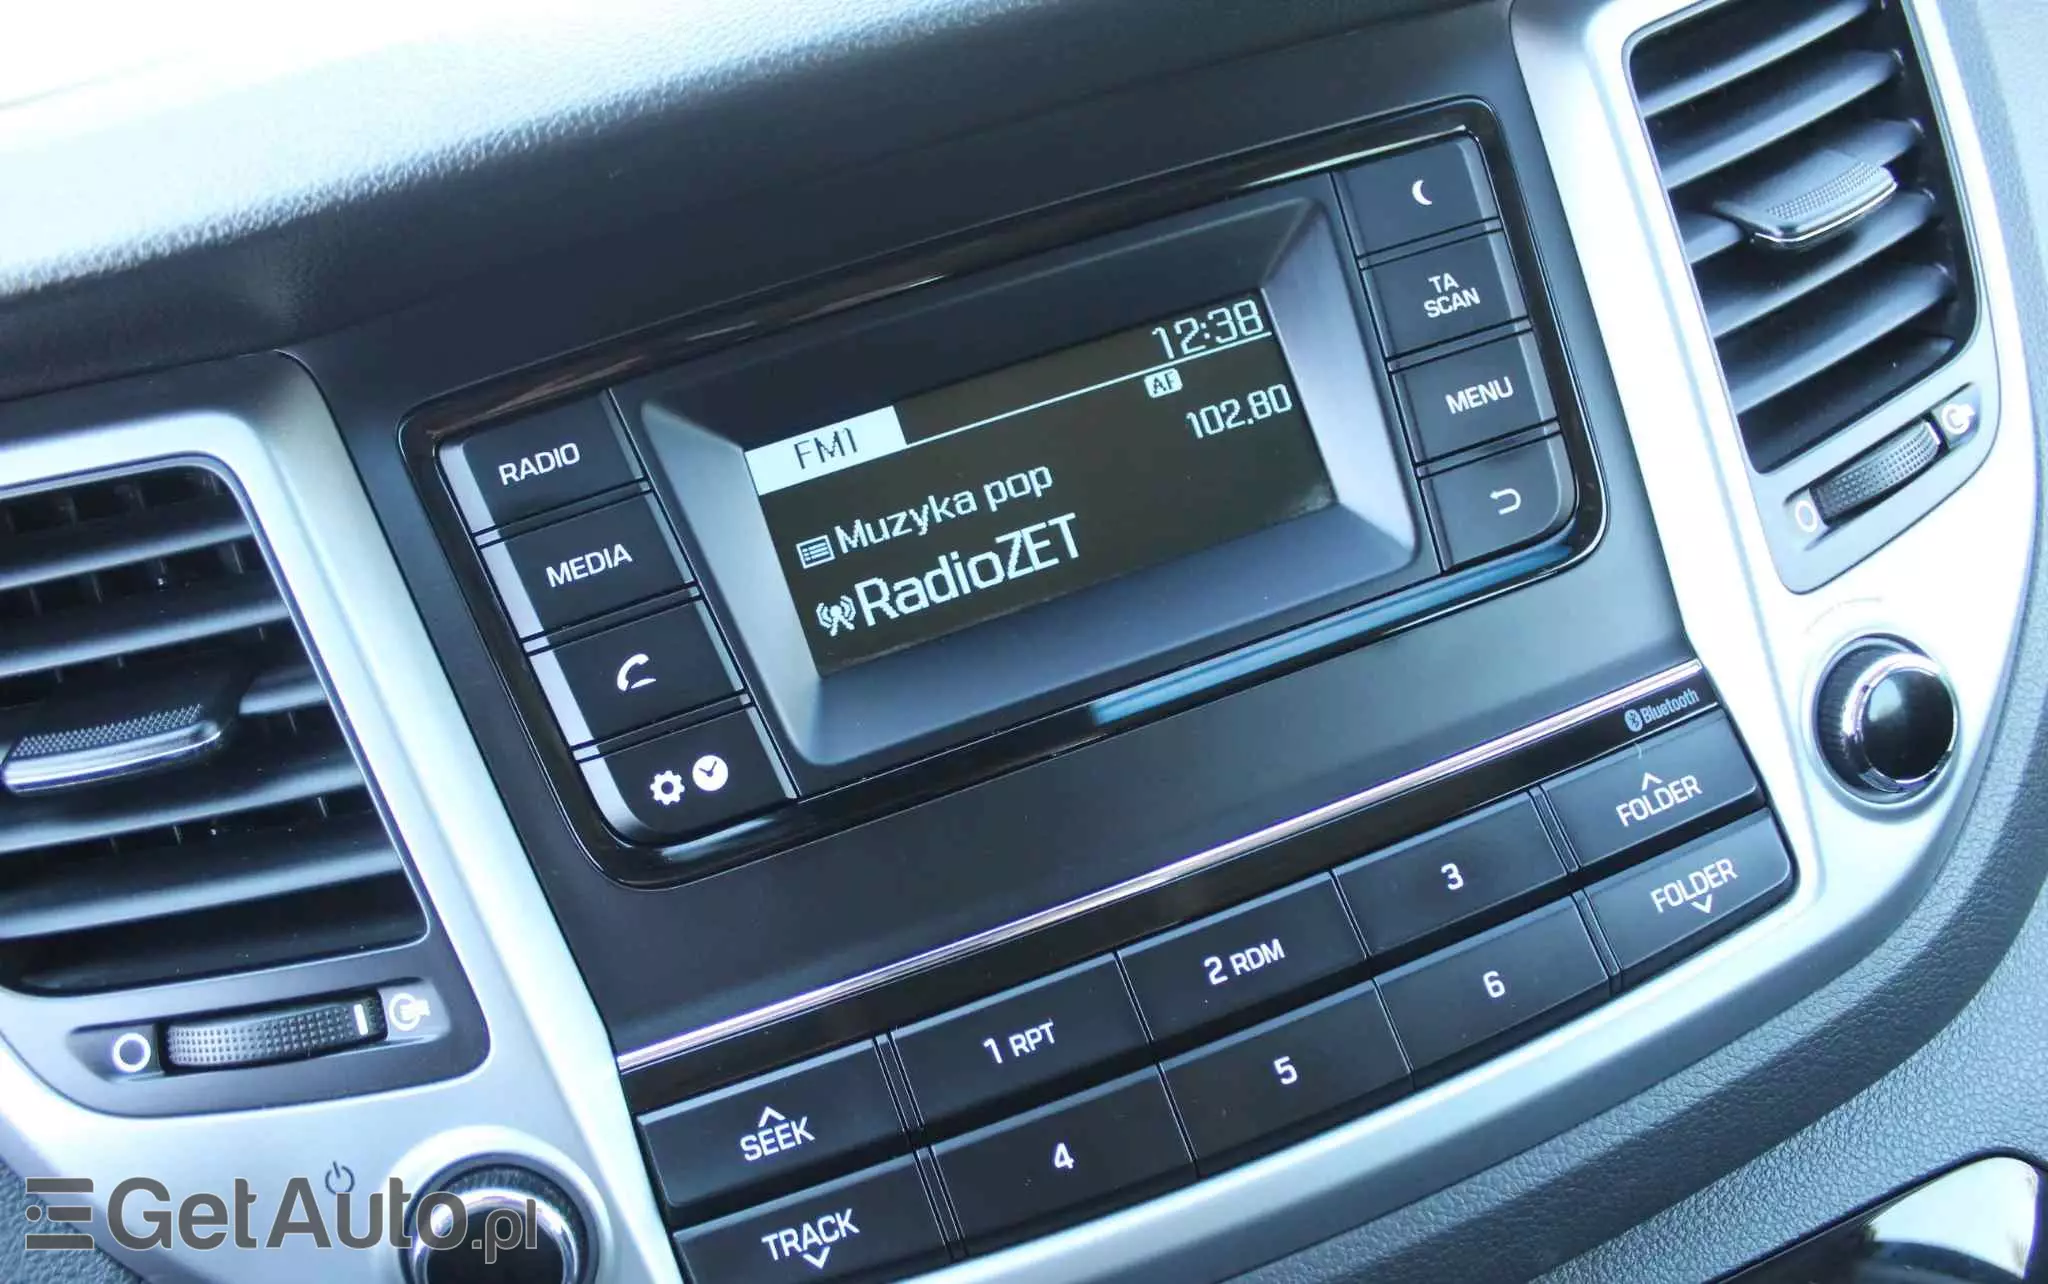 12:38
AF
FM1
102.80
Muzyka pop
RadioZET
RADIO
MEDIA
TA
SCAN
MENU
Bluetooth
SEEK
TRACK
1 RPT
2 RDM
3
4
5
6
FOLDER
FOLDER
GetAuto.pl